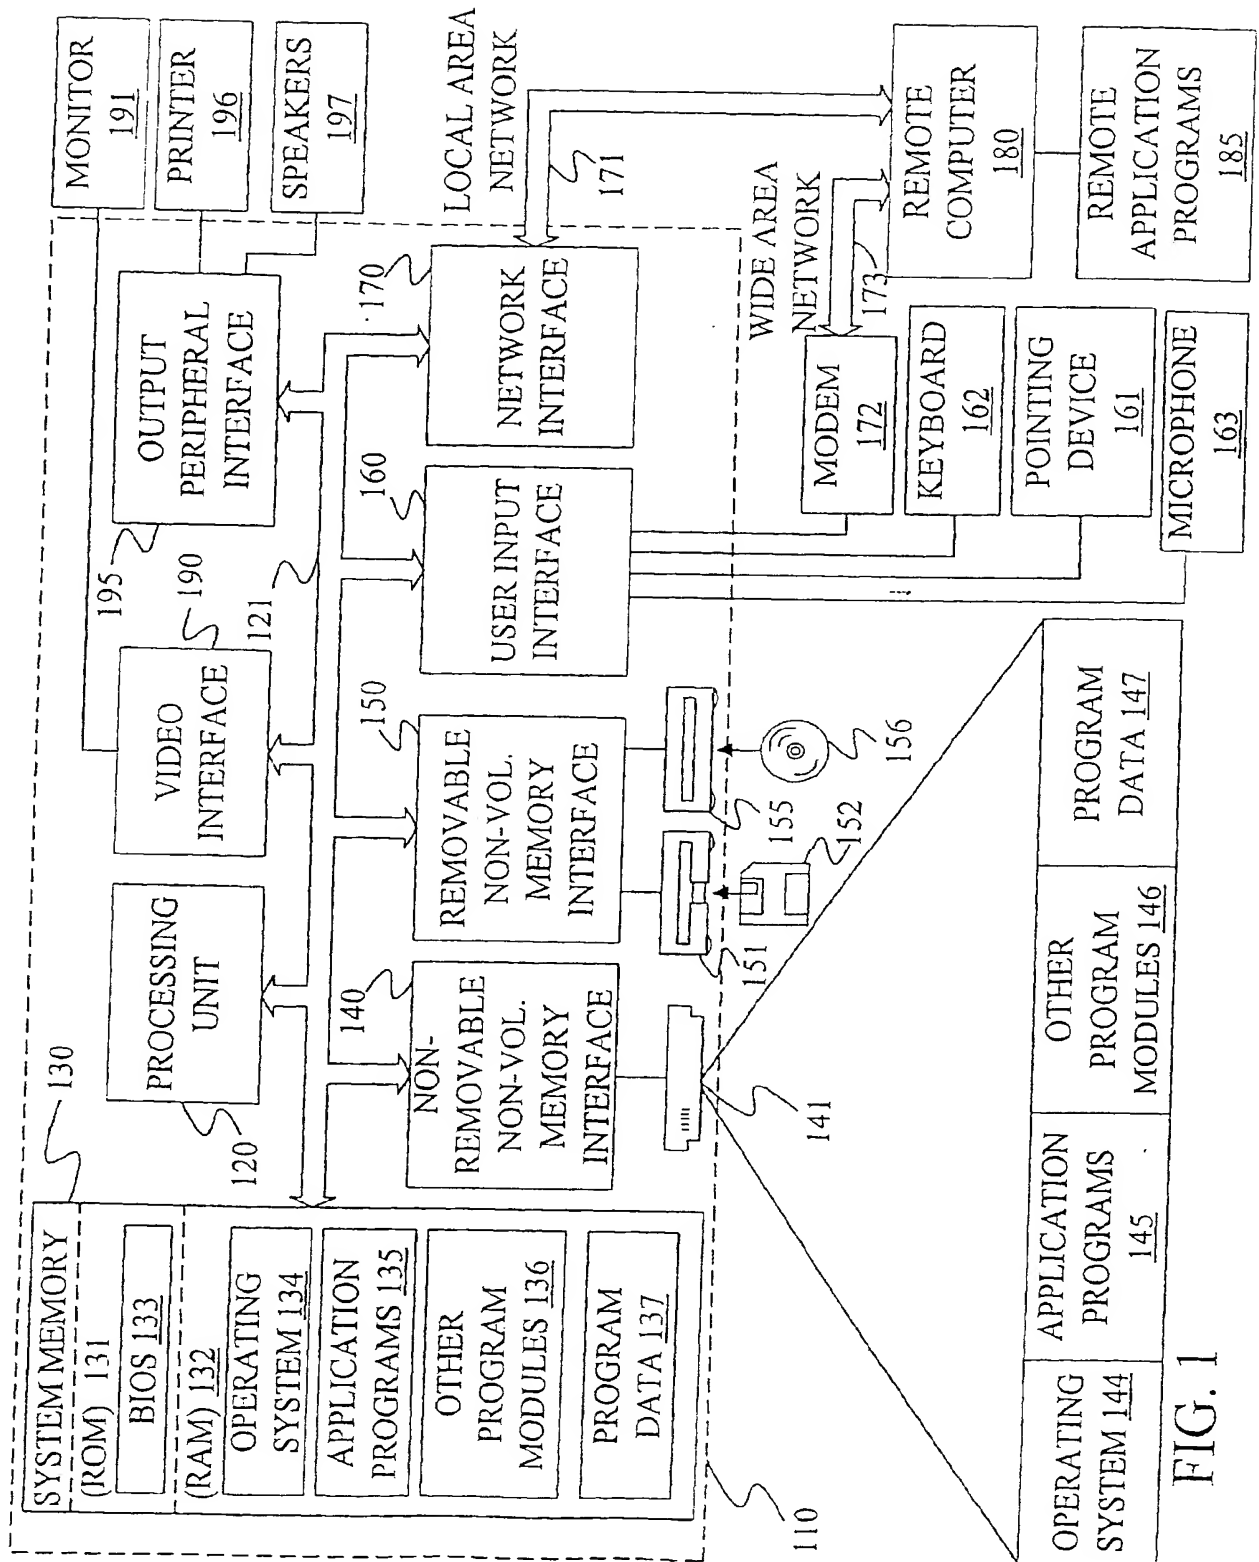 SYSTEM MEMORY
(ROM) 131
BIOS 133
(RAM) 132
OPERATING
SYSTEM 134
APPLICATION
PROGRAMS 135
OTHER
PROGRAM
MODULES 136
PROGRAM
DATA 137
130
110
PROCESSING
UNIT
120
VIDEO
INTERFACE
190
OUTPUT
PERIPHERAL
INTERFACE
195
121
MONITOR
191
PRINTER
196
SPEAKERS
197
NON-
REMOVABLE
NON-VOL.
MEMORY
INTERFACE
140
REMOVABLE
NON-VOL.
MEMORY
INTERFACE
150
USER INPUT
INTERFACE
160
NETWORK
INTERFACE
170
LOCAL AREA
NETWORK
171
141
151
152
155
156
WIDE AREA
NETWORK
173
MODEM
172
KEYBOARD
162
POINTING
DEVICE
161
MICROPHONE
163
REMOTE
COMPUTER
180
REMOTE
APPLICATION
PROGRAMS
185
OPERATING
SYSTEM 144
APPLICATION
PROGRAMS
145
OTHER
PROGRAM
MODULES 146
PROGRAM
DATA 147
FIG. 1